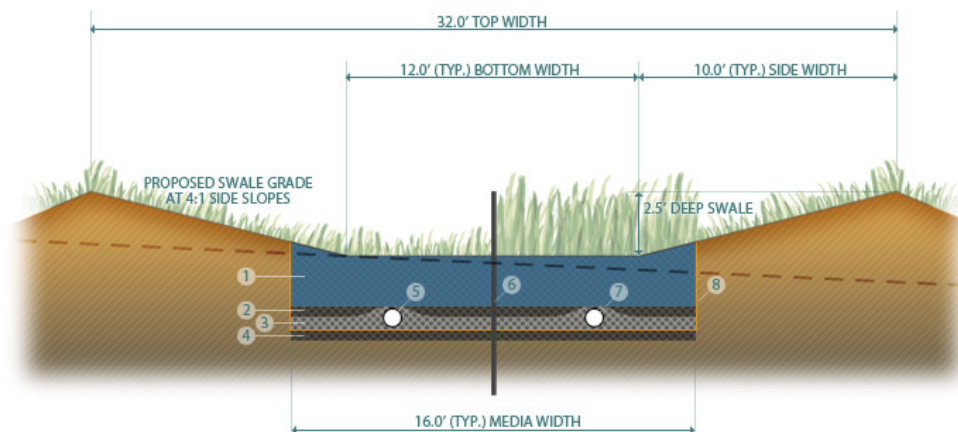 32.0' TOP WIDTH
12.0' (TYP.) BOTTOM WIDTH
10.0' (TYP.) SIDE WIDTH
PROPOSED SWALE GRADE
AT 4:1 SIDE SLOPES
2.5' DEEP SWALE
1
5
6
7
8
2
3
4
16.0' (TYP.) MEDIA WIDTH